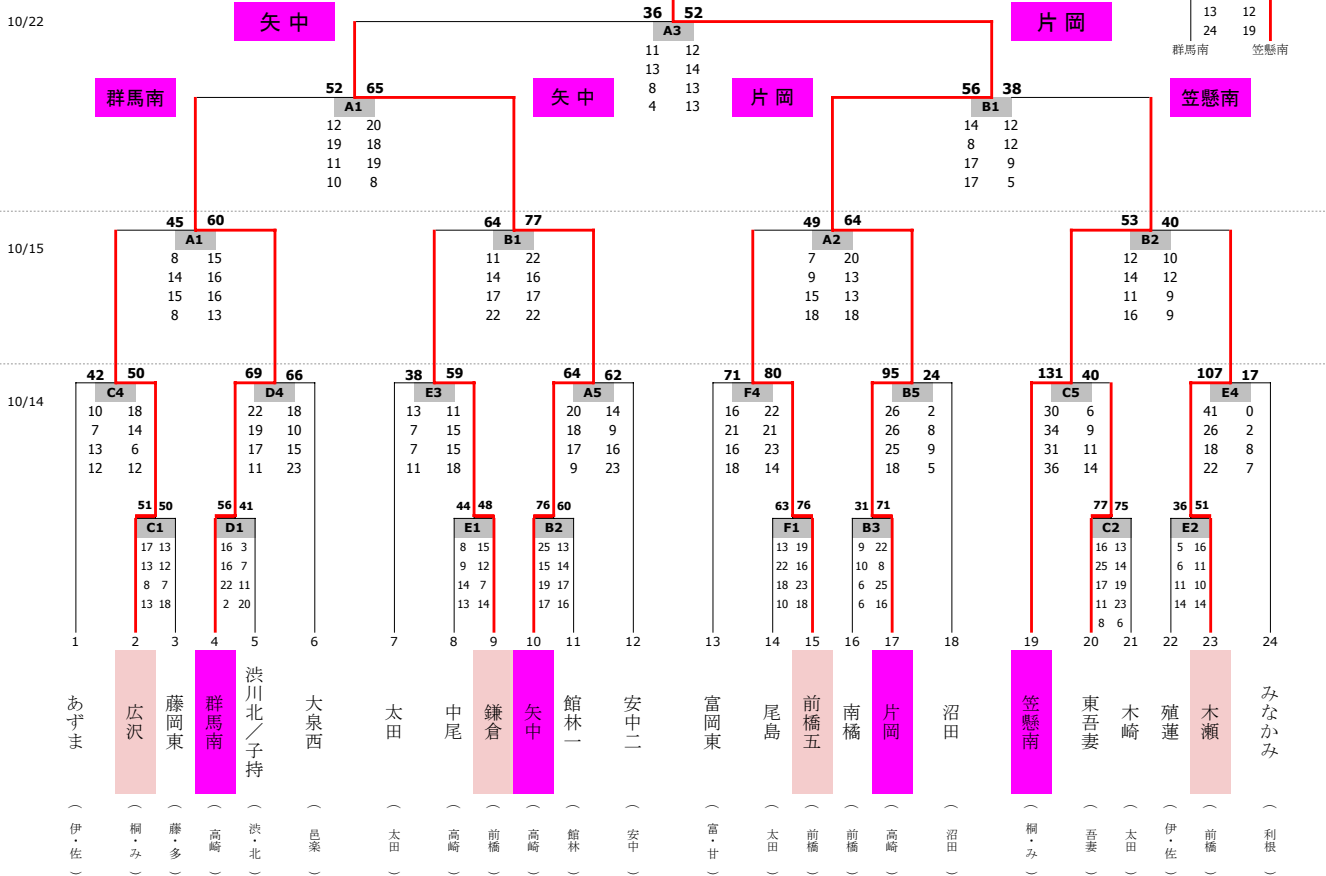 36 52
13 12
10/22
矢中
片岡
A3
24 19
11 12
群馬南 笠懸南
13 14
52 65
8 13
56 38
群馬南
矢中
片岡
笠懸南
A1
4 13
B1
12 20
14 12
19 18
8 12
11 19
17 9
10 8
17 5
45 60
64 77
49 64
53 40
10/15
A1
B1
A2
B2
8 15
11 22
7 20
12 10
14 16
14 16
9 13
14 12
15 16
17 17
15 13
11 9
8 13
22 22
18 18
16 9
42 50
69 66
38 59
64 62
71 80
95 24
131 40
107 17
10/14
C4
D4
E3
A5
F4
B5
C5
E4
10 18
22 18
13 11
20 14
16 22
26 2
30 6
41 0
7 14
19 10
7 15
18 9
21 21
26 8
34 9
26 2
13 6
17 15
7 15
17 16
16 23
25 9
31 11
18 8
12 12
11 23
11 18
9 23
18 14
18 5
36 14
22 7
51 50
56 41
44 48
76 60
63 76
31 71
77 75
36 51
C1
D1
E1
B2
F1
B3
C2
E2
17 13
16 3
8 15
25 13
13 19
9 22
16 13
5 16
13 12
16 7
9 12
15 14
22 16
10 8
25 14
6 11
8 7
22 11
14 7
19 17
18 23
6 25
17 19
11 10
13 18
2 20
13 14
17 16
10 18
6 16
11 23
14 14
8 6
1 2 3 4 5 6 7 8 9 10 11 12 13 14 15 16 17 18 19 20 21 22 23 24
あずま
広沢
藤岡東
群馬南
渋川北／子持
大泉西
太田
中尾
鎌倉
矢中
館林一
安中二
富岡東
尾島
前橋五
南橘
片岡
沼田
笠懸南
東吾妻
木崎
殖蓮
木瀬
みなかみ
（伊・佐）
（桐・み）
（藤・多）
（高崎）
（渋・北）
（邑楽）
（太田）
（高崎）
（前橋）
（高崎）
（館林）
（安中）
（富・甘）
（太田）
（前橋）
（前橋）
（高崎）
（沼田）
（桐・み）
（吾妻）
（太田）
（伊・佐）
（前橋）
（利根）